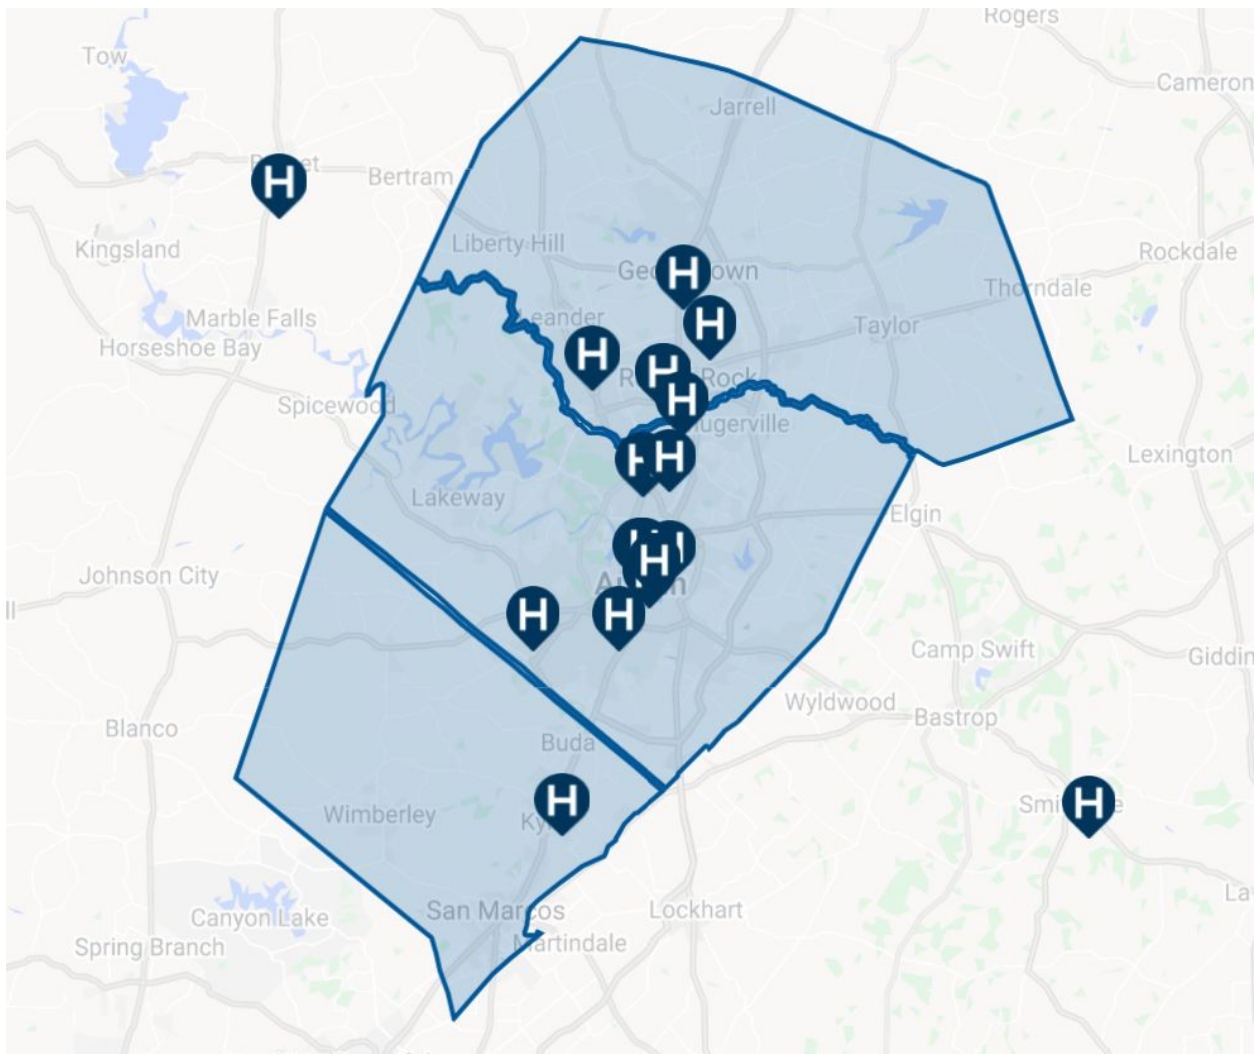 Rogers
Tow
Cameron
Jarrell
Bertram
Liberty Hill
Kingsland
Rockdale
Thorndale
Marble Falls
Leander
Taylor
Horseshoe Bay
Spicewood
Lexington
Lakeway
Elgin
Johnson City
Camp Swift
Wyldwood
Bastrop
Blanco
Buda
Wimberley
San Marcos
Lockhart
Canyon Lake
Martindale
Spring Branch
H
H
H
H
H
H
H
H
H
H
H
H
H
H